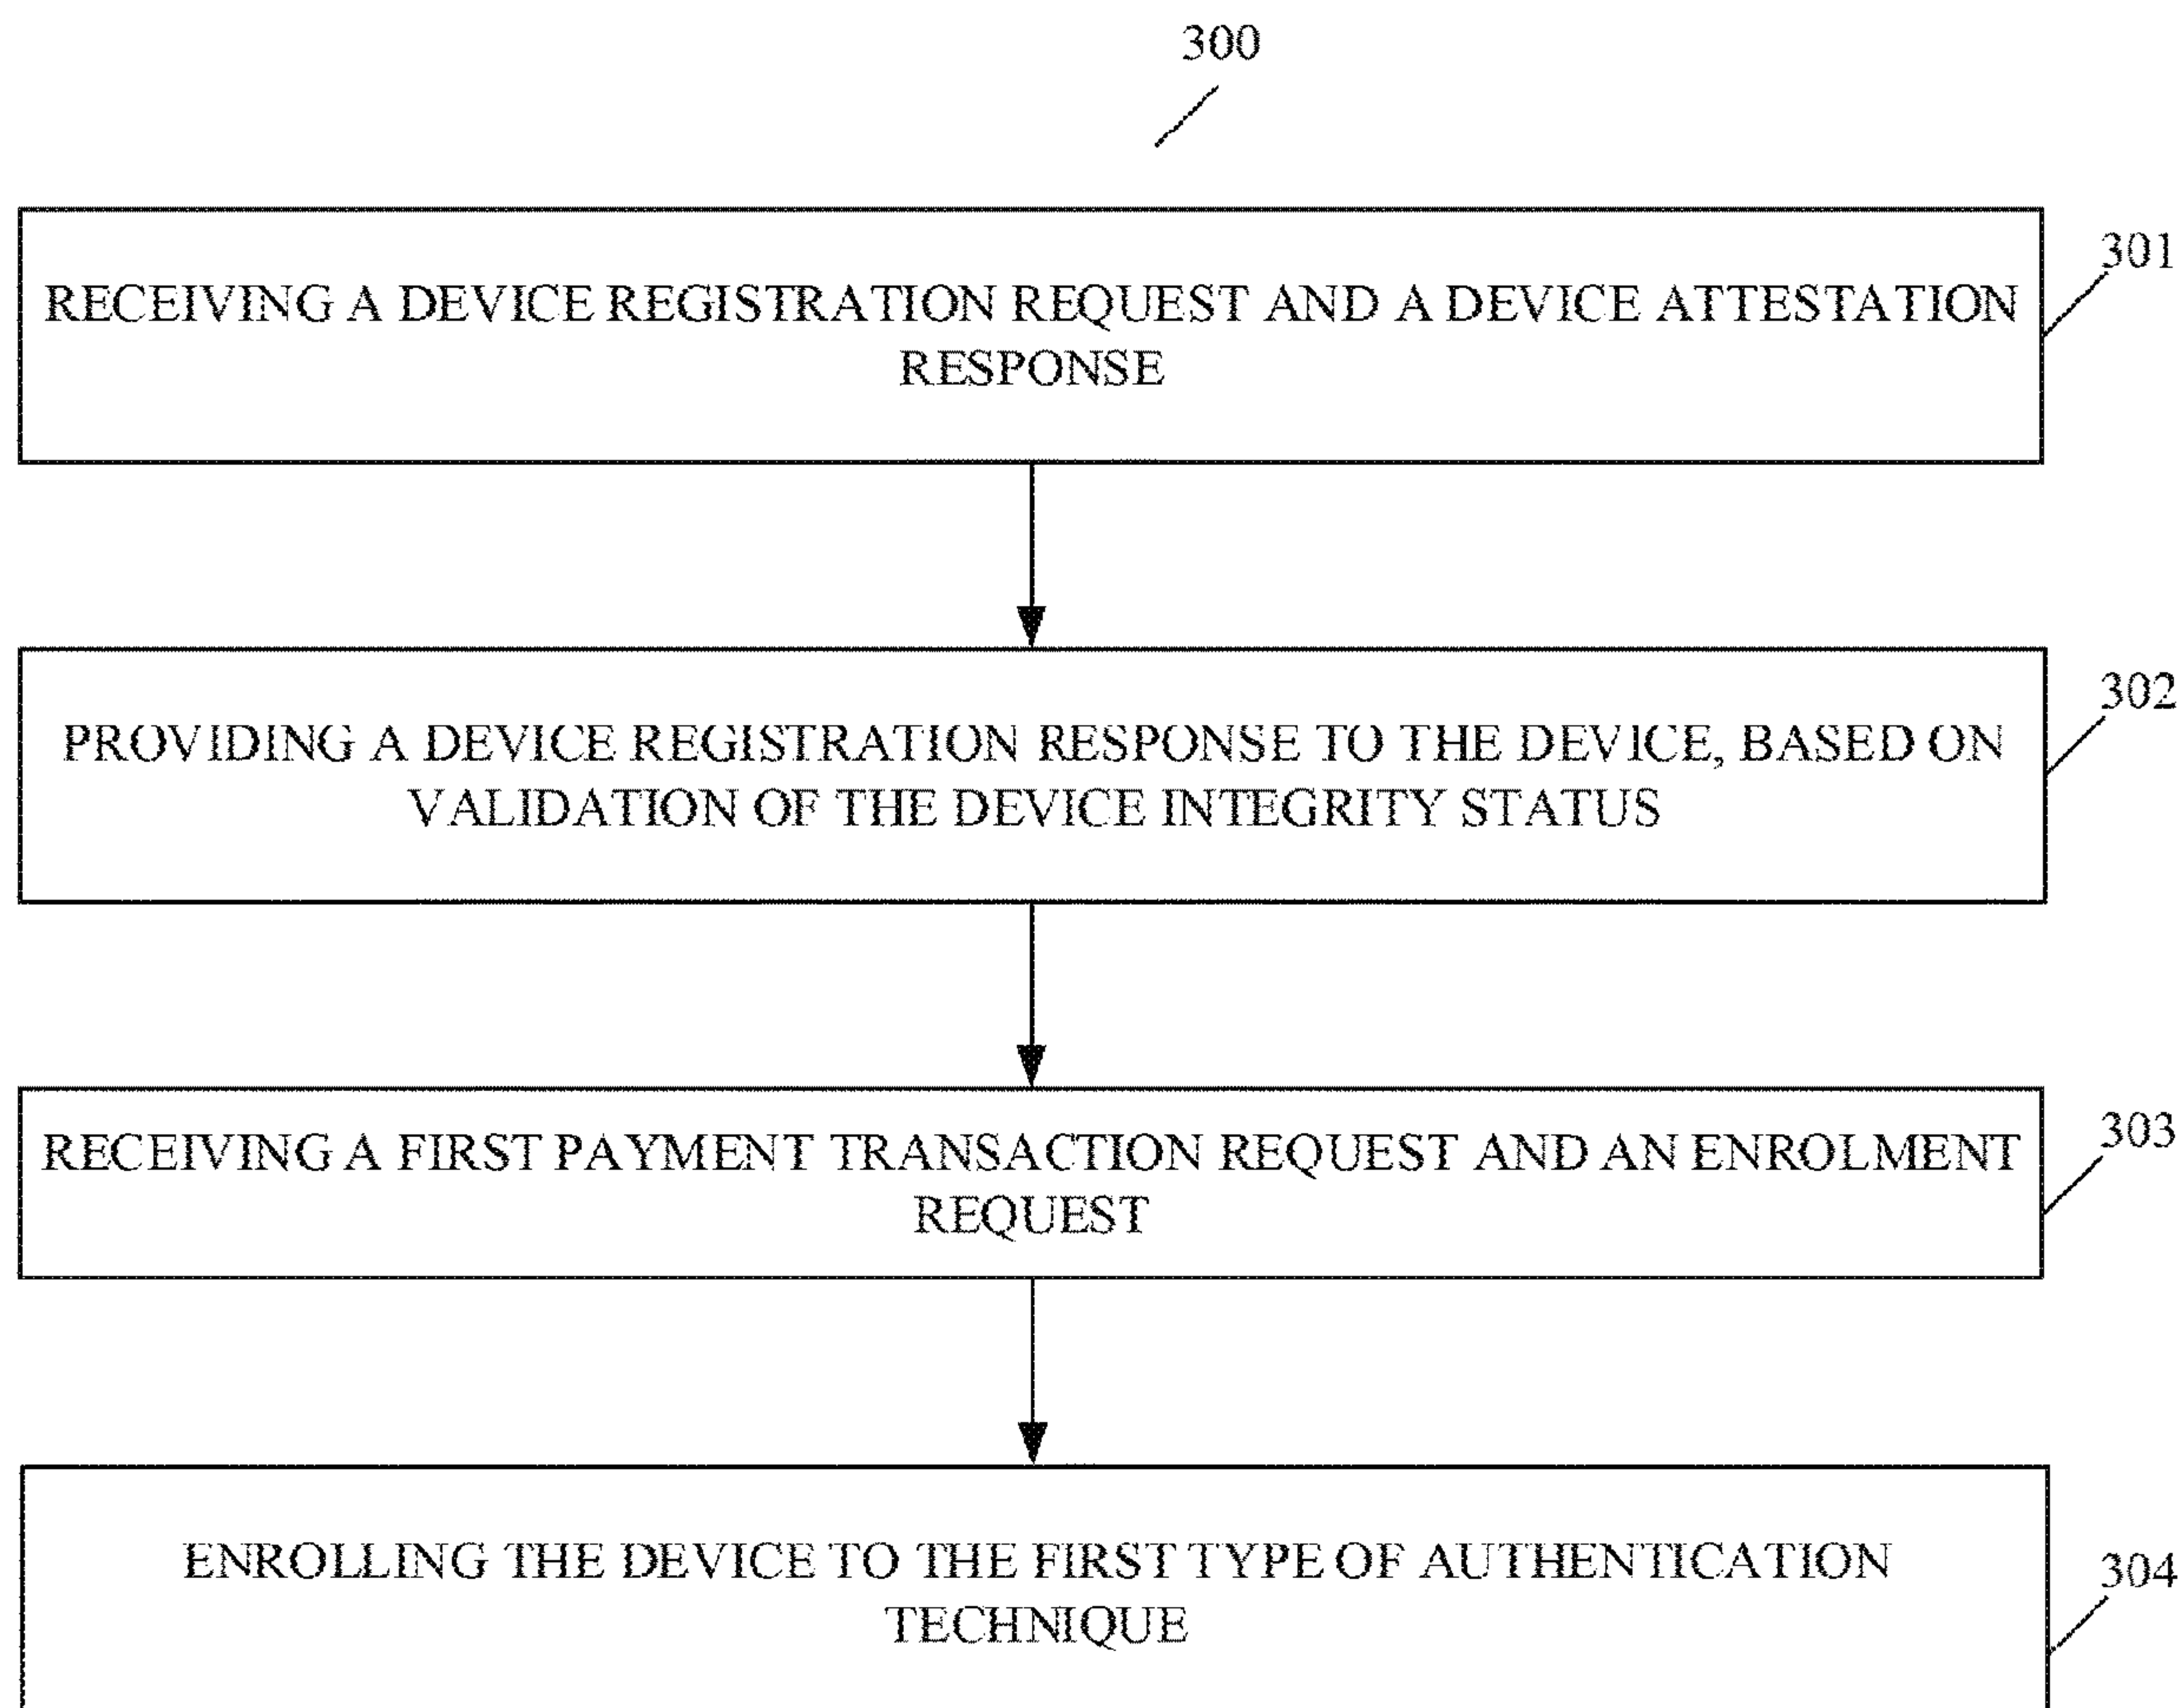 300
RECEIVING A DEVICE REGISTRATION REQUEST AND A DEVICE ATTESTATION
RESPONSE
301
PROVIDING A DEVICE REGISTRATION RESPONSE TO THE DEVICE, BASED ON
VALIDATION OF THE DEVICE INTEGRITY STATUS
302
RECEIVING A FIRST PAYMENT TRANSACTION REQUEST AND AN ENROLMENT
REQUEST
303
ENROLLING THE DEVICE TO THE FIRST TYPE OF AUTHENTICATION
TECHNIQUE
304